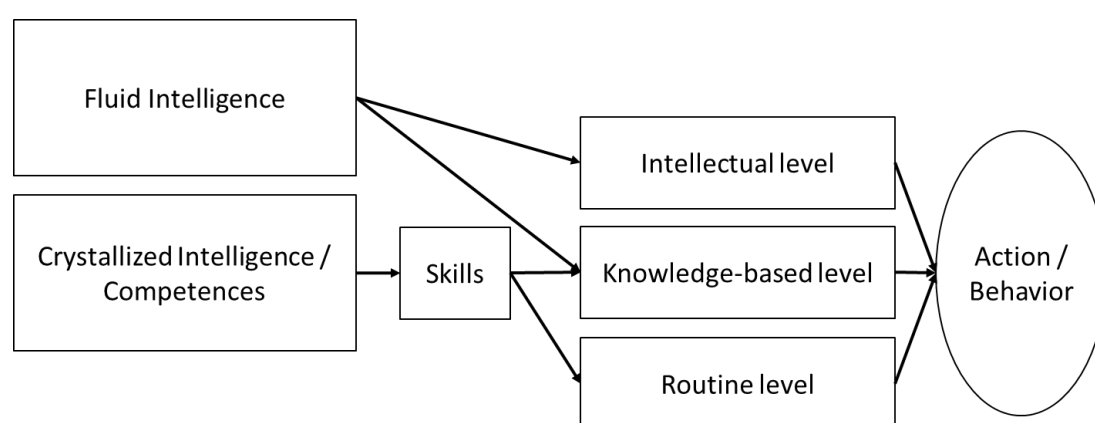 Fluid Intelligence
Crystallized Intelligence /
Competences
Skills
Intellectual level
Knowledge-based level
Routine level
Action /
Behavior